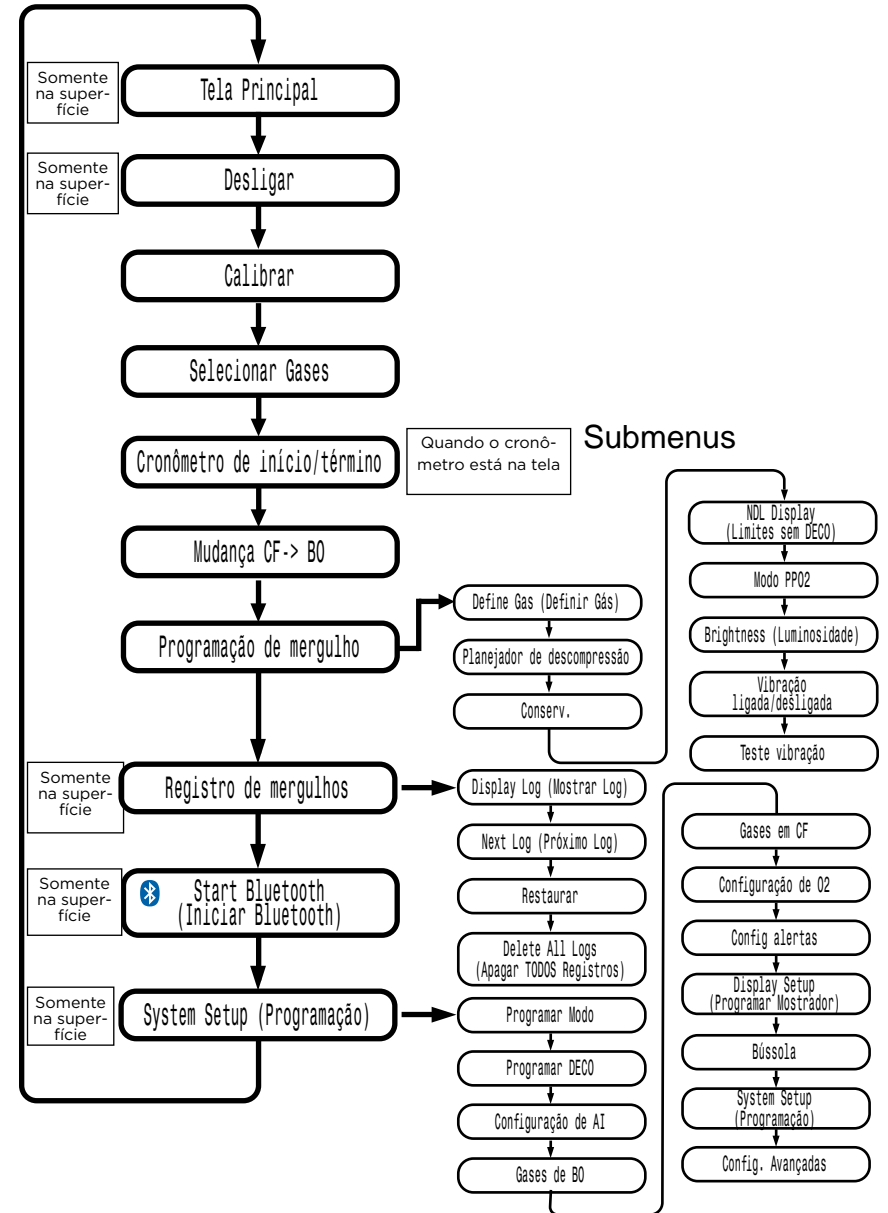 Somente
na super-
fície
Tela Principal
Somente
na super-
fície
Desligar
Calibrar
Selecionar Gases
Cronômetro de início/término
Quando o cronô-
metro está na tela
Submenus
Mudança CF-> BO
Programação de mergulho
Define Gas (Definir Gás)
Planejador de descompressão
Conserv.
NDL Display
(Limites sem DECO)
Modo PPO2
Brightness (Luminosidade)
Vibração
ligada/desligada
Teste vibração
Somente
na super-
fície
Registro de mergulhos
Display Log (Mostrar Log)
Next Log (Próximo Log)
Restaurar
Delete All Logs
(Apagar TODOS Registros)
Somente
na super-
fície
Start Bluetooth
(Iniciar Bluetooth)
Somente
na super-
fície
System Setup (Programação)
Programar Modo
Programar DECO
Configuração de AI
Gases de BO
Gases em CF
Configuração de O2
Config alertas
Display Setup
(Programar Mostrador)
Bússola
System Setup
(Programação)
Config. Avançadas